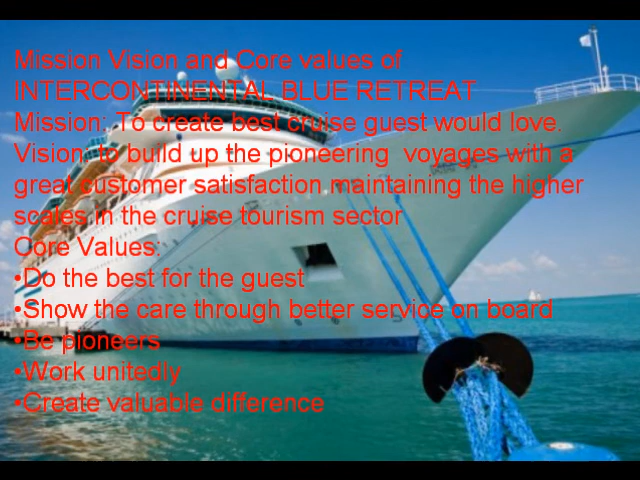 Mission Vision and Core values of
INTERCONTINENTAL BLUE RETREAT
Mission: To create best cruise guest would love.
Vision: to build up the pioneering voyages with a
great customer satisfaction maintaining the higher
scales in the cruise tourism sector
Core Values:
•Do the best for the guest
•Show the care through better service on board
•Be pioneers
•Work unitedly
•Create valuable difference